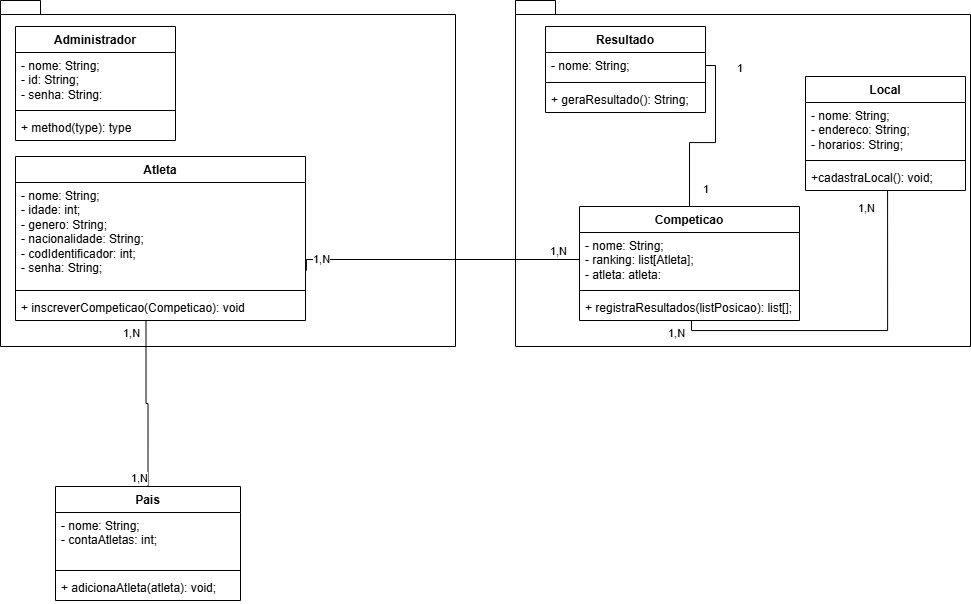 Administrador
- nome: String;
- id: String;
- senha: String:
+ method(type): type
Atleta
- nome: String;
- idade: int;
- genero: String;
- nacionalidade: String;
- codIdentificador: int;
- senha: String;
+ inscreverCompeticao(Competicao): void
1,N
1,N
1,N
Pais
- nome: String;
- contaAtletas: int;
+ adicionaAtleta(atleta): void;
Resultado
- nome: String;
+ geraResultado(): String;
1
1
Local
- nome: String;
- endereco: String;
- horarios: String;
+cadastraLocal(): void;
1,N
1,N
Competicao
- nome: String;
- ranking: list[Atleta];
- atleta: atleta:
+ registraResultados(listPosicao): list[];
1,N